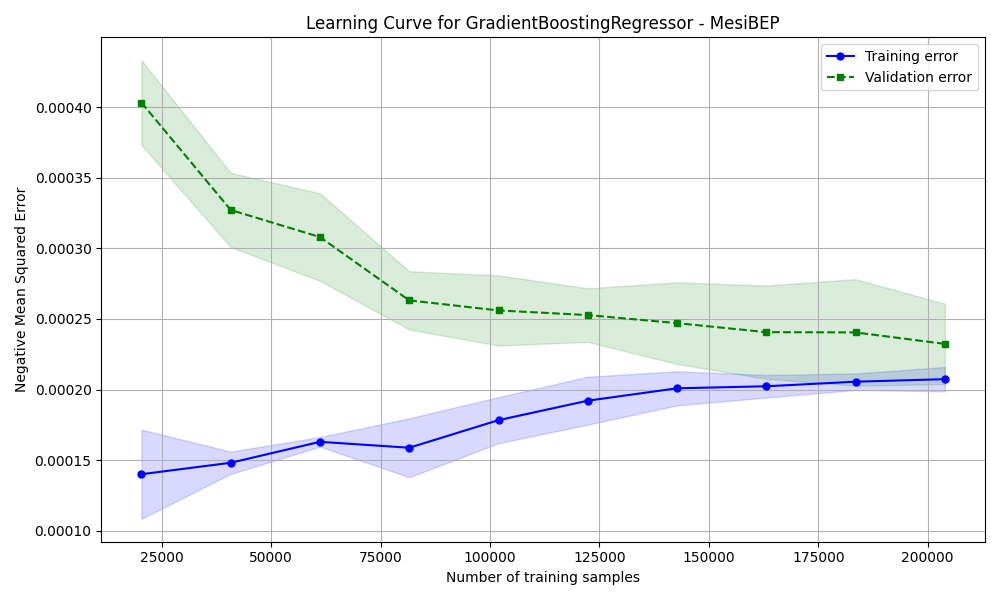 Learning Curve for GradientBoostingRegressor - MesiBEP
Training error
Validation error
Negative Mean Squared Error
0.00040
0.00035
0.00030
0.00025
0.00020
0.00015
0.00010
25000 50000 75000 100000 125000 150000 175000 200000
Number of training samples